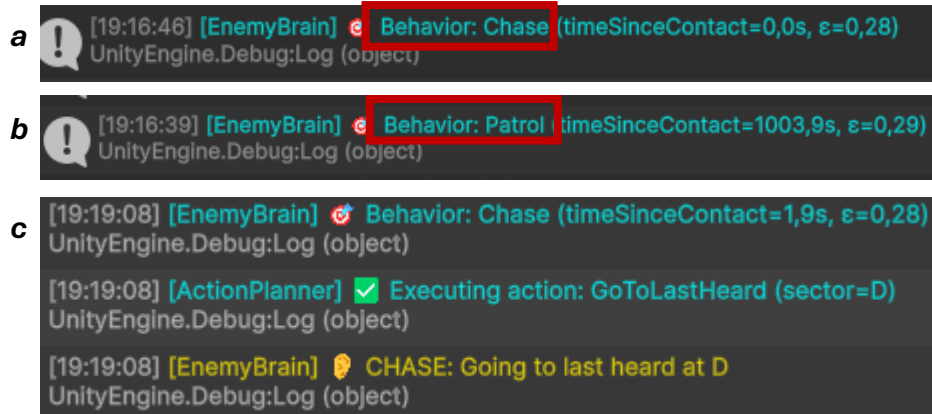 a
[19:16:46] [EnemyBrain] 🎯 Behavior: Chase (timeSinceContact=0,0s, ε=0,28)
UnityEngine.Debug:Log (object)
b
[19:16:39] [EnemyBrain] 🎯 Behavior: Patrol (timeSinceContact=1003,9s, ε=0,29)
UnityEngine.Debug:Log (object)
c
[19:19:08] [EnemyBrain] 🎯 Behavior: Chase (timeSinceContact=1,9s, ε=0,28)
UnityEngine.Debug:Log (object)
[19:19:08] [ActionPlanner] ✅ Executing action: GoToLastHeard (sector=D)
UnityEngine.Debug:Log (object)
[19:19:08] [EnemyBrain] 👂 CHASE: Going to last heard at D
UnityEngine.Debug:Log (object)